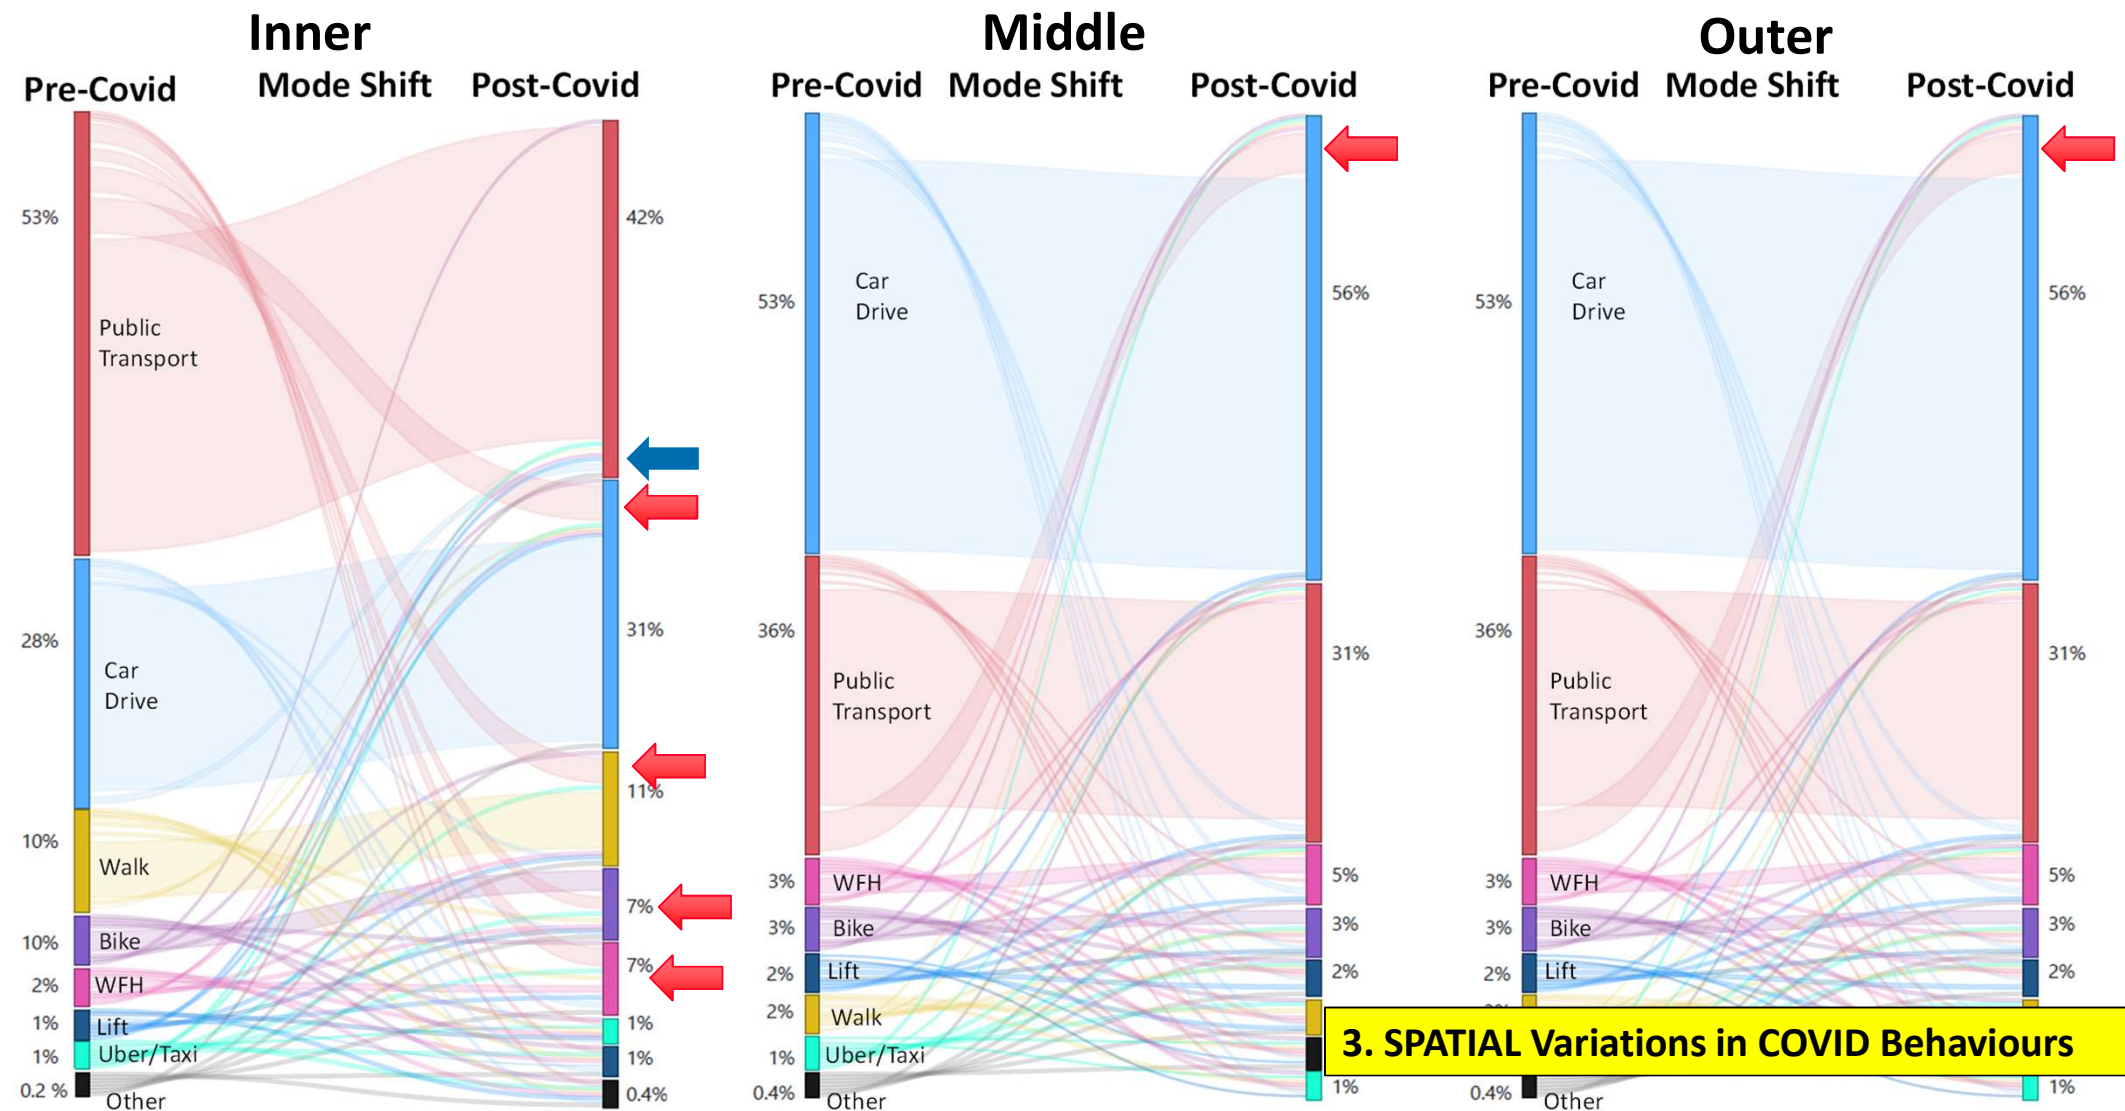 Inner
Pre-Covid Mode Shift Post-Covid
53%
42%
Public
Transport
28%
31%
Car
Drive
10%
11%
Walk
10%
Bike
7%
2%
WFH
7%
1%
Lift
1%
1%
Uber/Taxi
1%
0.2 %
Other
0.4%
Middle
Pre-Covid Mode Shift Post-Covid
53%
Car
Drive
56%
36%
Public
Transport
31%
3%
WFH
5%
3%
Bike
3%
2%
Lift
2%
2%
Walk
1%
Uber/Taxi
1%
0.4%
Other
Outer
Pre-Covid Mode Shift Post-Covid
53%
Car
Drive
56%
36%
Public
Transport
31%
3%
WFH
5%
3%
Bike
3%
2%
Lift
2%
3. SPATIAL Variations in COVID Behaviours
1%
0.4%
Other